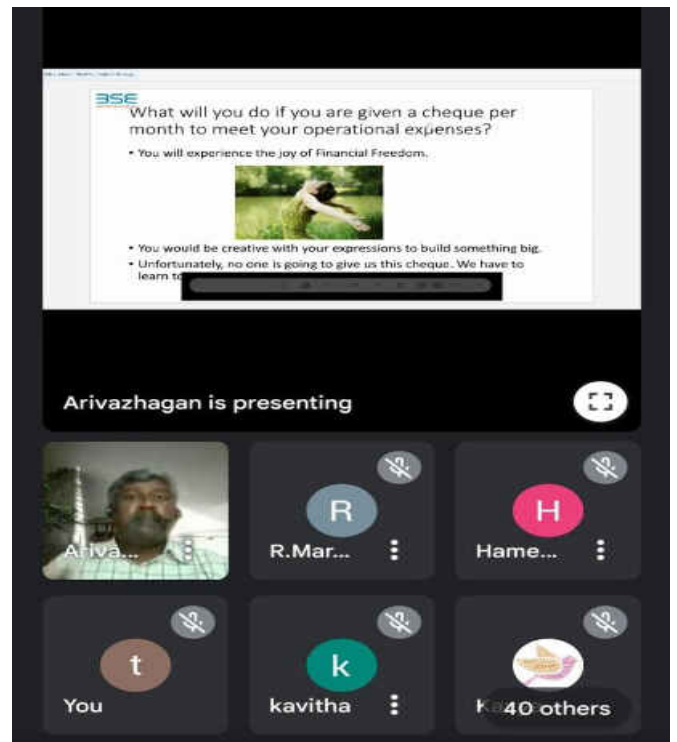 BSE
What will you do if you are given a cheque per
month to meet your operational expenses?
• You will experience the joy of Financial Freedom.
• You would be creative with your expressions to build something big.
• Unfortunately, no one is going to give us this cheque. We have to
learn to
Arivazhagan is presenting
Ariva...
R
R.Mar...
H
Hame...
t
You
k
kavitha
40 others